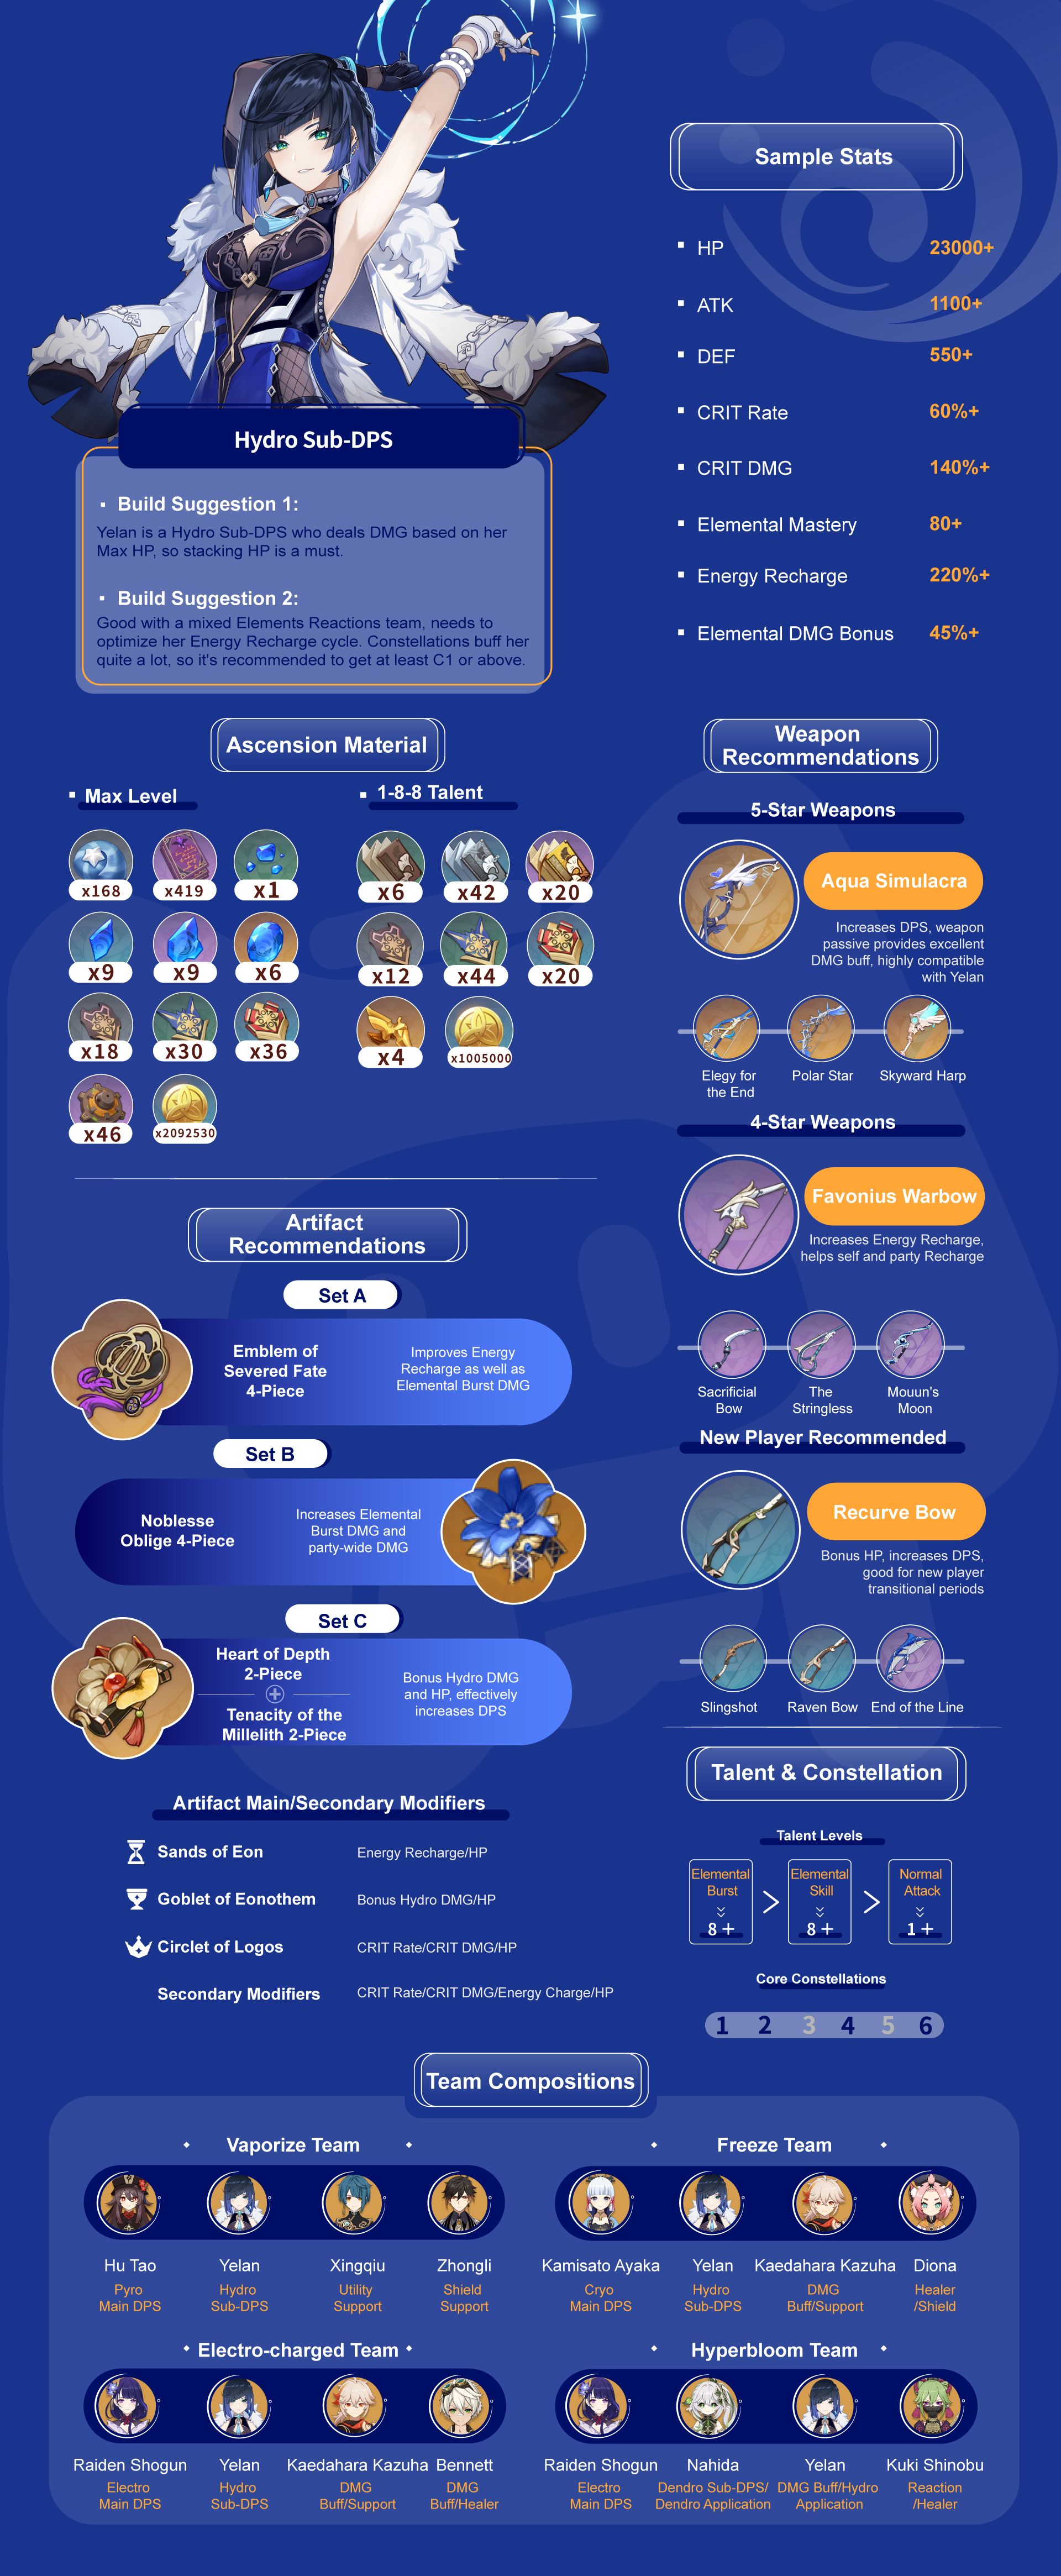 Sample Stats
HP 23000+
ATK 1100+
DEF 550+
CRIT Rate 60%+
CRIT DMG 140%+
Elemental Mastery 80+
Energy Recharge 220%+
Elemental DMG Bonus 45%+
Hydro Sub-DPS
Build Suggestion 1:
Yelan is a Hydro Sub-DPS who deals DMG based on her
Max HP, so stacking HP is a must.
Build Suggestion 2:
Good with a mixed Elements Reactions team, needs to
optimize her Energy Recharge cycle. Constellations buff her
quite a lot, so it's recommended to get at least C1 or above.
Ascension Material
Max Level
x168 x419 x1
x9 x9 x6
x18 x30 x36
x46 x2092530
1-8-8 Talent
x6 x42 x20
x12 x44 x20
x4 x1005000
Weapon
Recommendations
5-Star Weapons
Aqua Simulacra
Increases DPS, weapon
passive provides excellent
DMG buff, highly compatible
with Yelan
Elegy for
the End
Polar Star
Skyward Harp
4-Star Weapons
Favonius Warbow
Increases Energy Recharge,
helps self and party Recharge
Sacrificial
Bow
The
Stringless
Mouun's
Moon
New Player Recommended
Recurve Bow
Bonus HP, increases DPS,
good for new player
transitional periods
Slingshot
Raven Bow
End of the Line
Artifact
Recommendations
Set A
Emblem of
Severed Fate
4-Piece
Improves Energy
Recharge as well as
Elemental Burst DMG
Set B
Noblesse
Oblige 4-Piece
Increases Elemental
Burst DMG and
party-wide DMG
Set C
Heart of Depth
2-Piece
Tenacity of the
Millelith 2-Piece
Bonus Hydro DMG
and HP, effectively
increases DPS
Artifact Main/Secondary Modifiers
Sands of Eon Energy Recharge/HP
Goblet of Eonothem Bonus Hydro DMG/HP
Circlet of Logos CRIT Rate/CRIT DMG/HP
Secondary Modifiers CRIT Rate/CRIT DMG/Energy Charge/HP
Talent & Constellation
Talent Levels
Elemental
Burst
8+
>
Elemental
Skill
8+
>
Normal
Attack
1+
Core Constellations
1 2 3 4 5 6
Team Compositions
Vaporize Team
Hu Tao Yelan Xingqiu Zhongli
Pyro Hydro Utility Shield
Main DPS Sub-DPS Support Support
Freeze Team
Kamisato Ayaka Yelan Kaedahara Kazuha Diona
Cryo Hydro DMG Healer
Main DPS Sub-DPS Buff/Support /Shield
Electro-charged Team
Raiden Shogun Yelan Kaedahara Kazuha Bennett
Electro Hydro DMG DMG
Main DPS Sub-DPS Buff/Support Buff/Healer
Hyperbloom Team
Raiden Shogun Nahida Yelan Kuki Shinobu
Electro Dendro Sub-DPS/ DMG Buff/Hydro Reaction
Main DPS Dendro Application Application /Healer